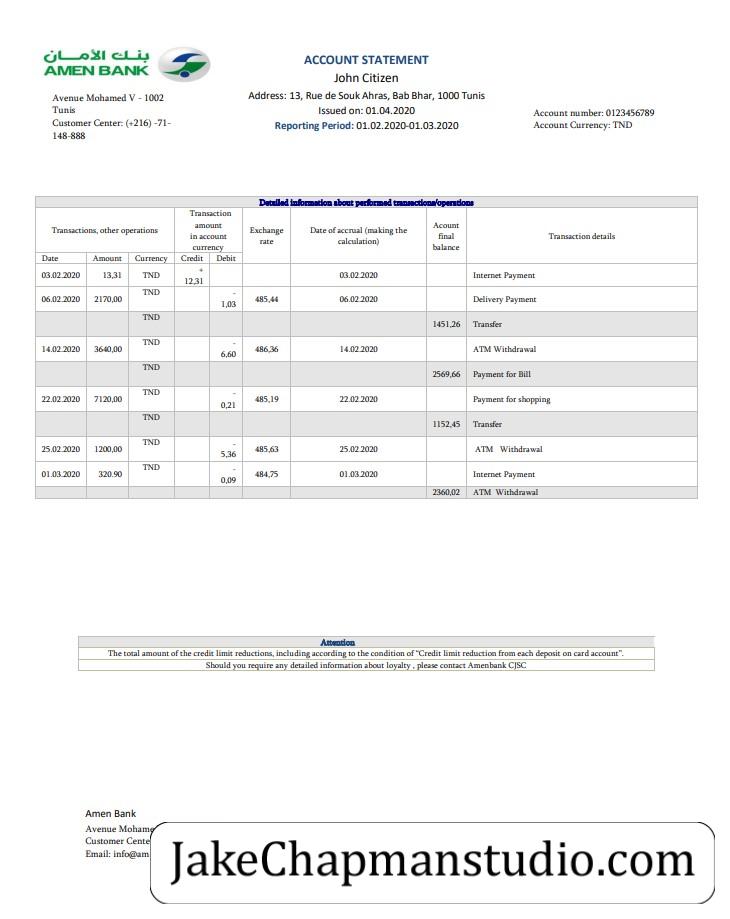 بنك الأمان
AMEN BANK
Avenue Mohamed V - 1002
Tunis
Customer Center: (+216) -71-
148-888
ACCOUNT STATEMENT
John Citizen
Address: 13, Rue de Souk Ahras, Bab Bhar, 1000 Tunis
Issued on: 01.04.2020
Reporting Period: 01.02.2020-01.03.2020
Account number: 0123456789
Account Currency: TND
Detailed information about performed transactions/operations
Transactions, other operations
Transaction
amount
in account
currency
Exchange
rate
Date of accrual (making the
calculation)
Acount
final
balance
Transaction details
Date Amount Currency Credit Debit
03.02.2020 13,31 TND + 12,31 03.02.2020 Internet Payment
06.02.2020 2170,00 TND - 1,03 485,44 06.02.2020 Delivery Payment
TND 1451,26 Transfer
14.02.2020 3640,00 TND - 6,60 486,36 14.02.2020 ATM Withdrawal
TND 2569,66 Payment for Bill
22.02.2020 7120,00 TND - 0,21 485,19 22.02.2020 Payment for shopping
TND 1152,45 Transfer
25.02.2020 1200,00 TND - 5,36 485,63 25.02.2020 ATM Withdrawal
01.03.2020 320.90 TND - 0,09 484,75 01.03.2020 Internet Payment
2360,02 ATM Withdrawal
Attention
The total amount of the credit limit reductions, including according to the condition of “Credit limit reduction from each deposit on card account”.
Should you require any detailed information about loyalty , please contact Amenbank CJSC
Amen Bank
Avenue Mohame
Customer Cente
Email: info@am
JakeChapmanstudio.com